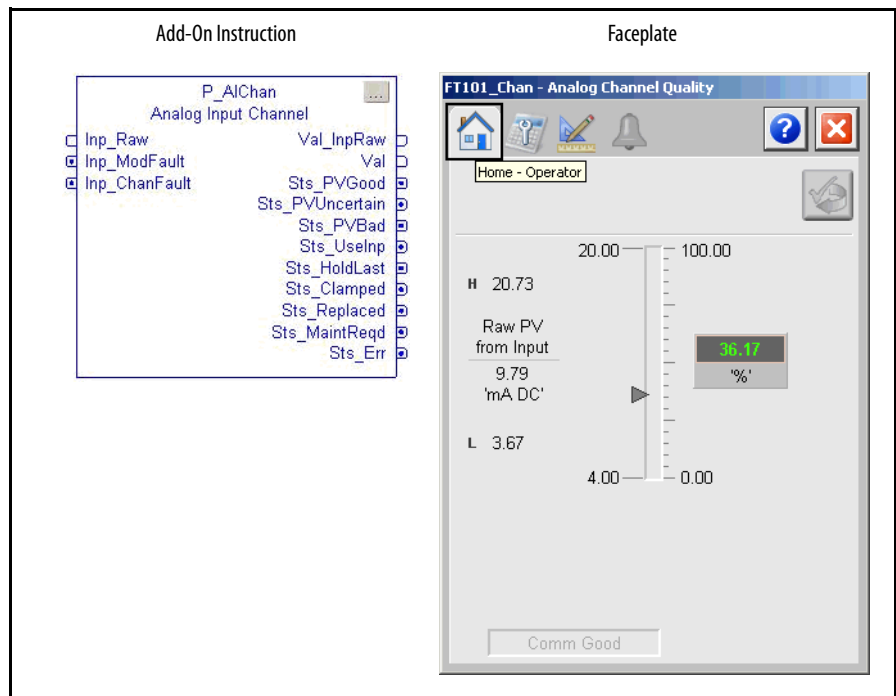 Add-On Instruction
Faceplate
P_AIChan
...
Analog Input Channel
Inp_Raw
Val_InpRaw
Inp_ModFault
Val
Inp_ChanFault
Sts_PVGood
Sts_PVUncertain
Sts_PVBad
Sts_UseInp
Sts_HoldLast
Sts_Clamped
Sts_Replaced
Sts_MaintReqd
Sts_Err
FT101_Chan - Analog Channel Quality
?
Home - Operator
20.00
100.00
H 20.73
Raw PV
from Input
36.17
9.79
'%'
'mA DC'
L 3.67
4.00
0.00
Comm Good